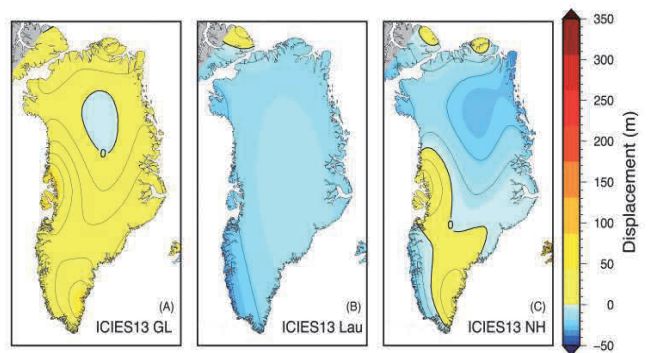 0
(A)
ICIES13 GL
(B)
ICIES13 Lau
0
(C)
ICIES13 NH
350
300
250
200
150
100
50
0
−50
Displacement (m)